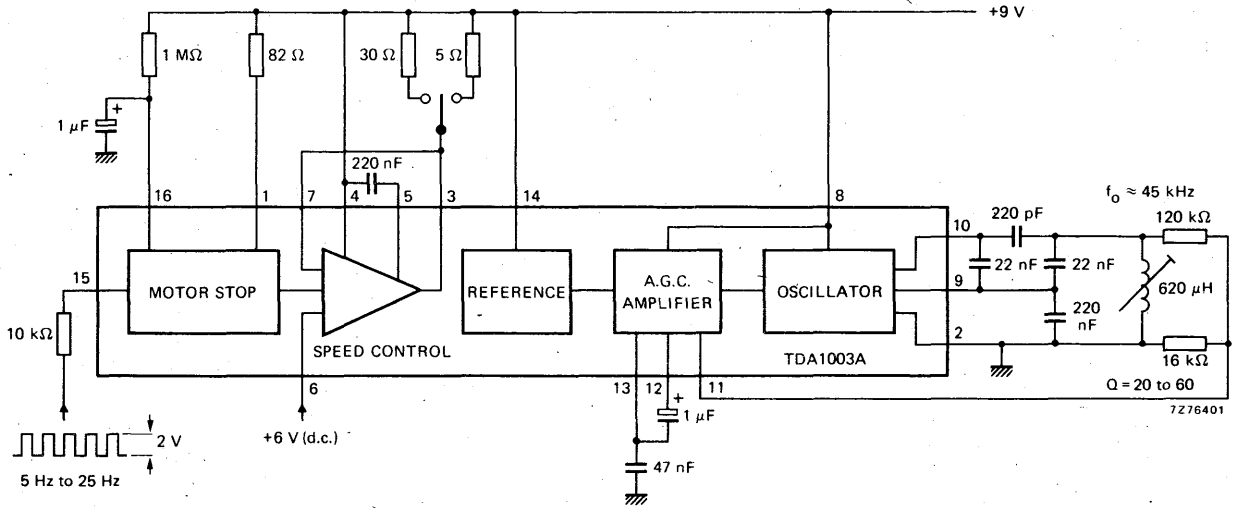 +9 V
1 MΩ
82 Ω
30 Ω
5 Ω
+
1 µF
220 nF
16
1
7
4
5
3
14
8
f₀ ≈ 45 kHz
10
220 pF
120 kΩ
15
MOTOR STOP
REFERENCE
A.G.C.
AMPLIFIER
OSCILLATOR
22 nF
22 nF
9
620 µH
10 kΩ
220
nF
2
SPEED CONTROL
TDA1003A
16 kΩ
6
13
12
11
Q = 20 to 60
7Z76401
+
1 µF
2 V
+6 V (d.c.)
47 nF
5 Hz to 25 Hz